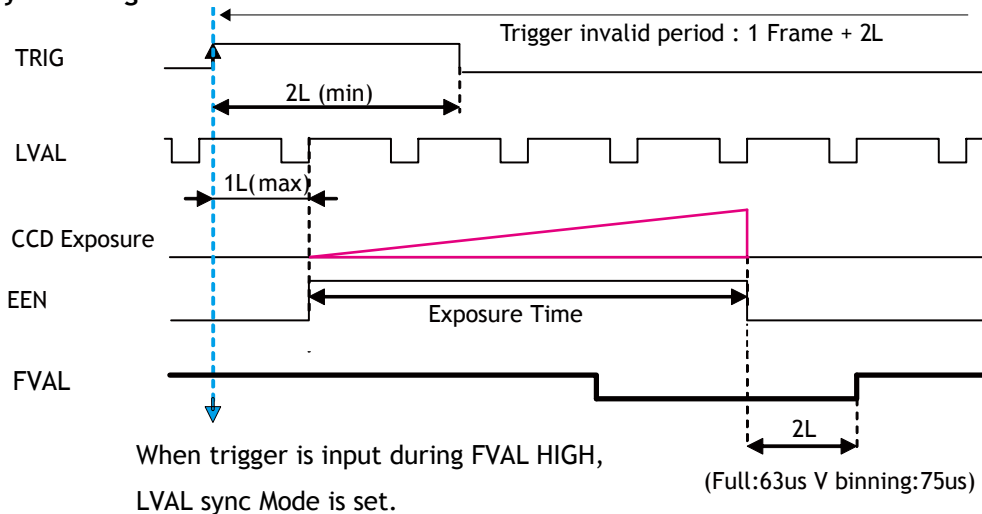 Trigger invalid period : 1 Frame + 2L
TRIG
2L (min)
LVAL
1L(max)
CCD Exposure
EEN
Exposure Time
FVAL
2L
When trigger is input during FVAL HIGH,
(Full:63us V binning:75us)
LVAL sync Mode is set.